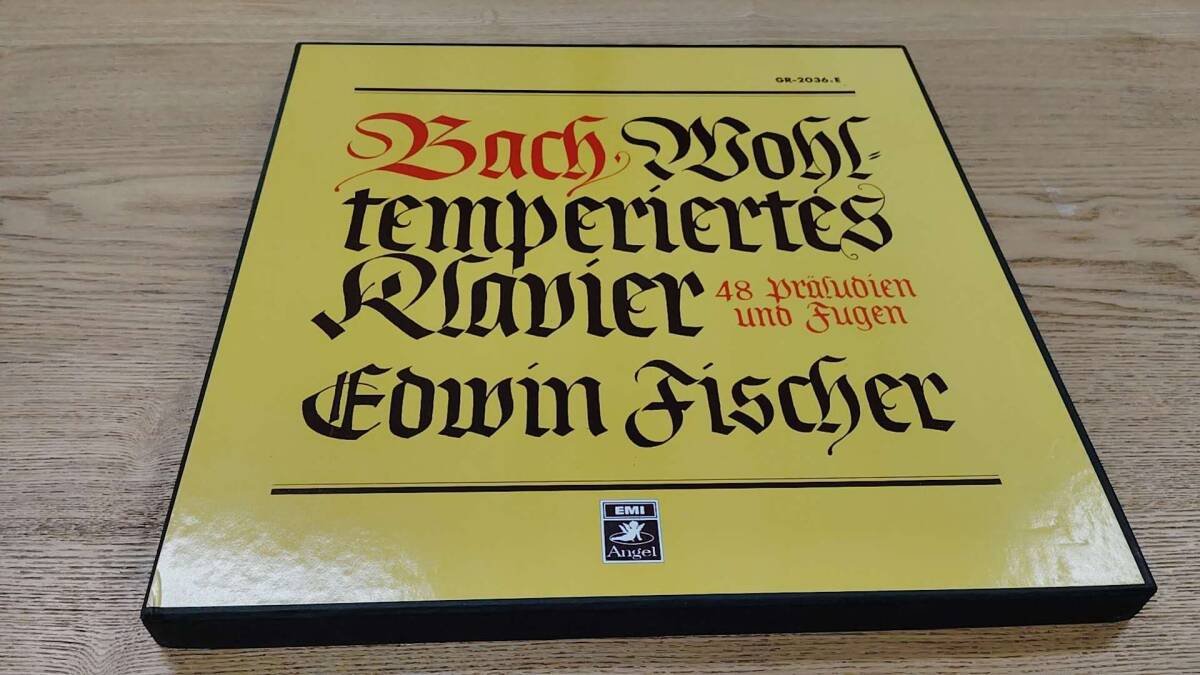 GR-2036.E
Bach, Wohl-
temperiertes
Klavier
48 Präludien
und Fugen
Edwin Fischer
EMI
Angel